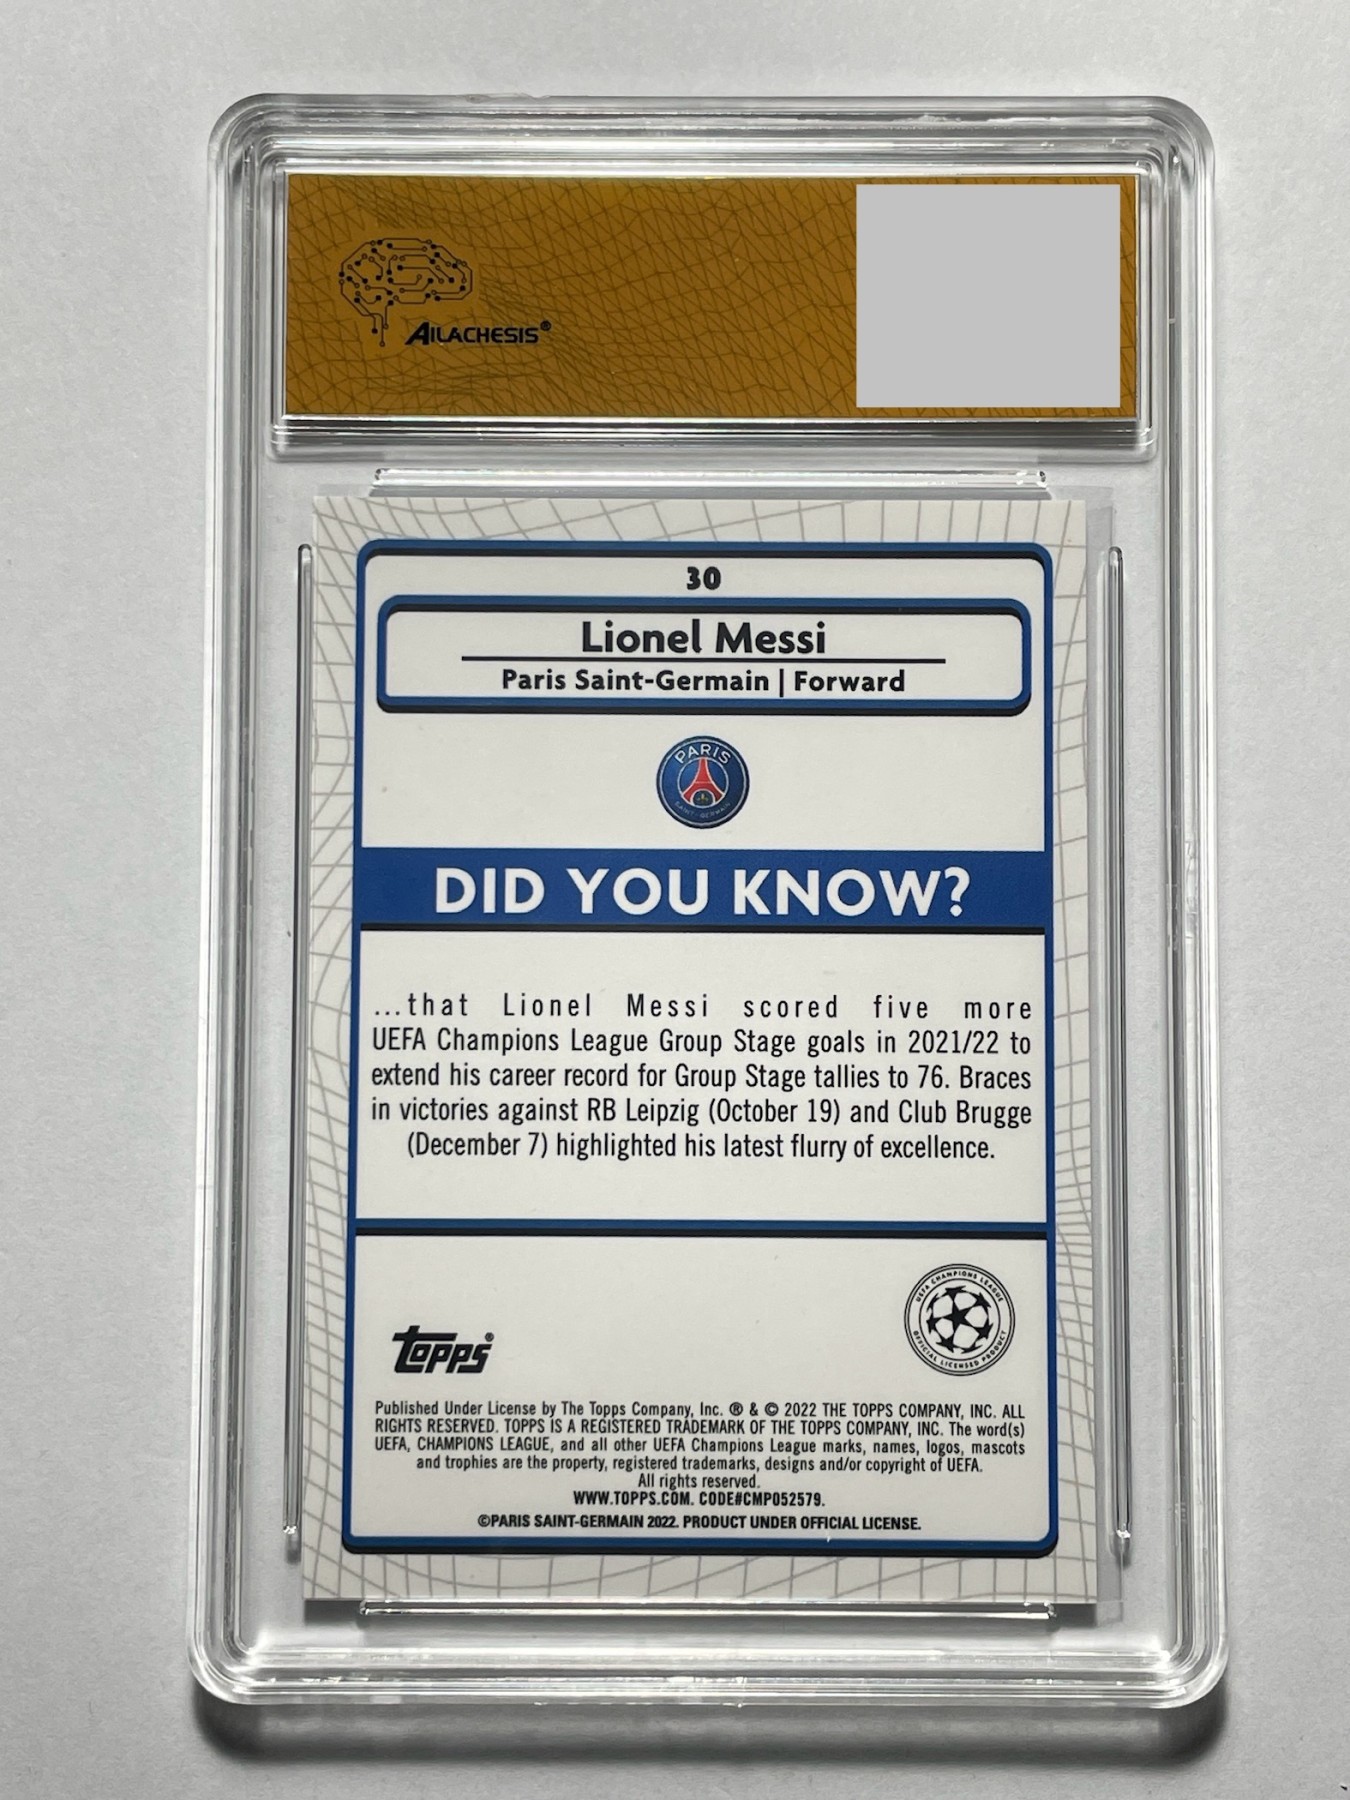 AILACHESIS®
30
Lionel Messi
Paris Saint-Germain | Forward
PARIS
SAINT-GERMAIN
DID YOU KNOW?
...that Lionel Messi scored five more
UEFA Champions League Group Stage goals in 2021/22 to
extend his career record for Group Stage tallies to 76. Braces
in victories against RB Leipzig (October 19) and Club Brugge
(December 7) highlighted his latest flurry of excellence.
UEFA CHAMPIONS LEAGUE
OFFICIAL LICENSED PRODUCT
Topps®
Published Under License by The Topps Company, Inc. ® & © 2022 THE TOPPS COMPANY, INC. ALL
RIGHTS RESERVED. TOPPS IS A REGISTERED TRADEMARK OF THE TOPPS COMPANY, INC. The word(s)
UEFA, CHAMPIONS LEAGUE, and all other UEFA Champions League marks, names, logos, mascots
and trophies are the property, registered trademarks, designs and/or copyright of UEFA.
All rights reserved.
WWW.TOPPS.COM. CODE#CMP052579.
©PARIS SAINT-GERMAIN 2022. PRODUCT UNDER OFFICIAL LICENSE.